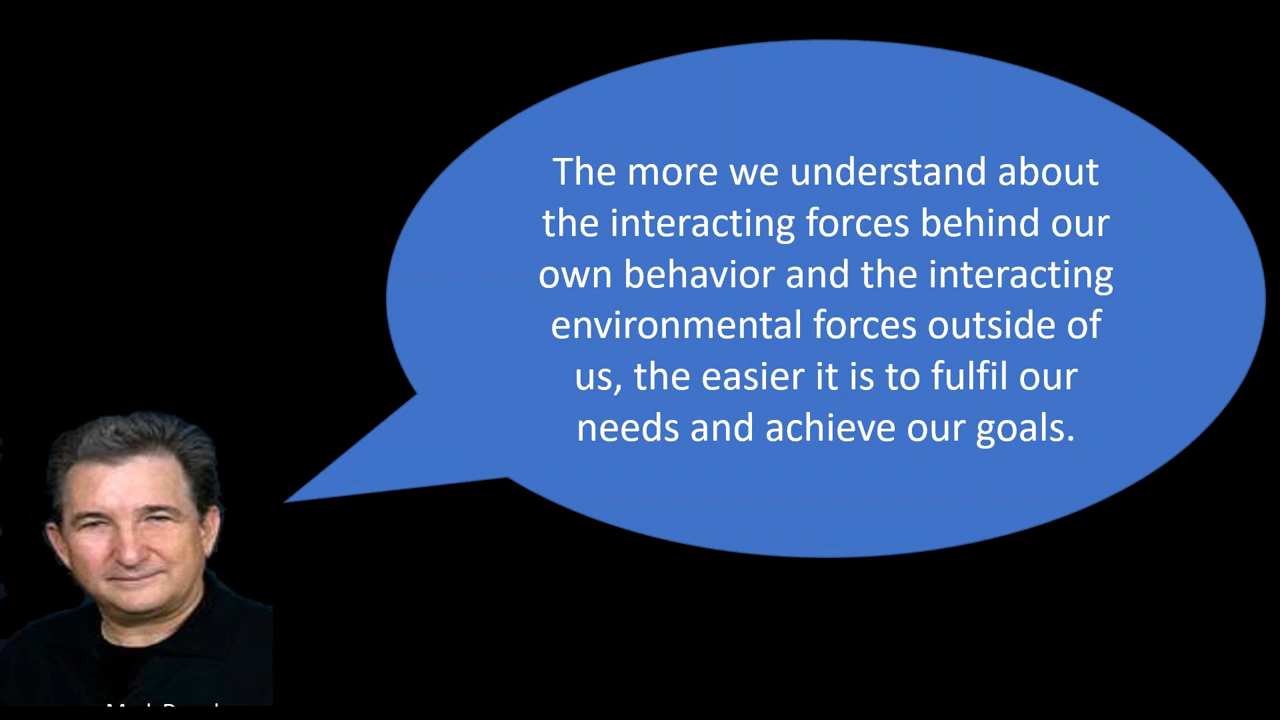 The more we understand about
the interacting forces behind our
own behavior and the interacting
environmental forces outside of
us, the easier it is to fulfil our
needs and achieve our goals.